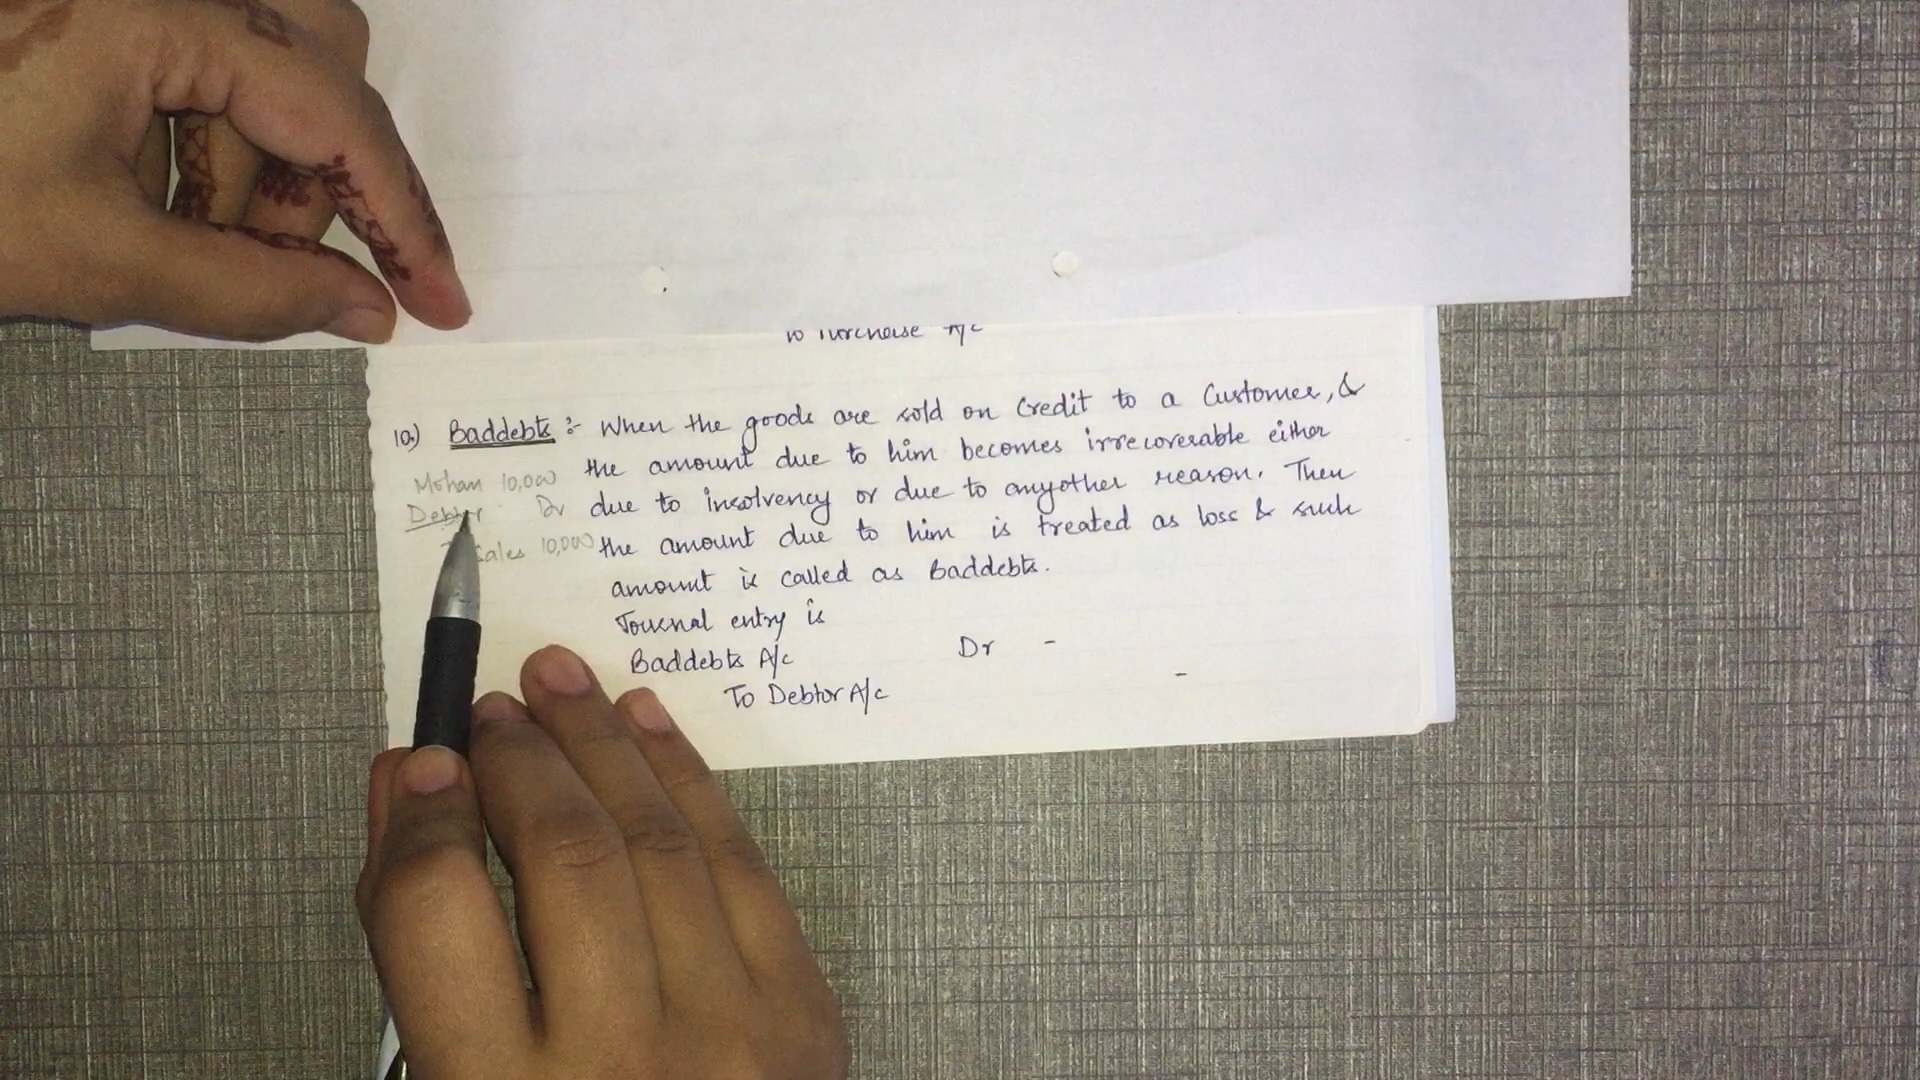 To Purchase A/c
10.) Baddebts :- When the goods are sold on Credit to a Customer, &
the amount due to him becomes irrecoverable either
due to insolvency or due to anyother reason. Then
the amount due to him is treated as loss & such
amount is called as Baddebts.
Journal entry is
Baddebts A/c Dr -
To Debtor A/c -
Mohan 10,000
Debtor Dr
Sales 10,000